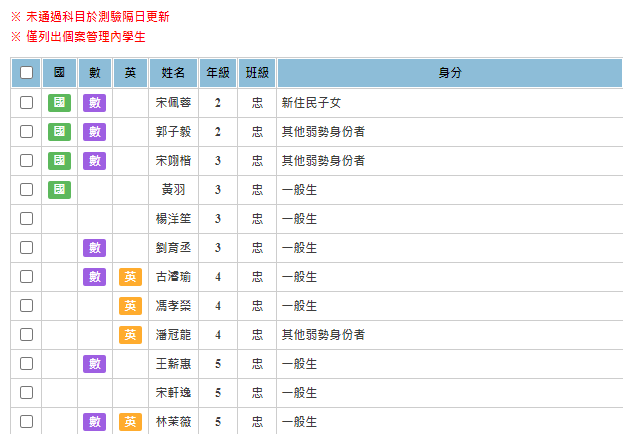 ※ 未通過科目於測驗隔日更新
※ 僅列出個案管理內學生
國 數 英 姓名 年級 班級 身分
國 數 宋佩蓉 2 忠 新住民子女
國 數 郭子毅 2 忠 其他弱勢身份者
國 數 宋翊楷 3 忠 其他弱勢身份者
國 黃羽 3 忠 一般生
楊洋笙 3 忠 一般生
數 劉育丞 3 忠 一般生
數 英 古濬瑜 4 忠 一般生
英 馮孝榮 4 忠 一般生
英 潘冠龍 4 忠 其他弱勢身份者
數 王薪惠 5 忠 一般生
宋軒逸 5 忠 一般生
數 英 林茉薇 5 忠 一般生